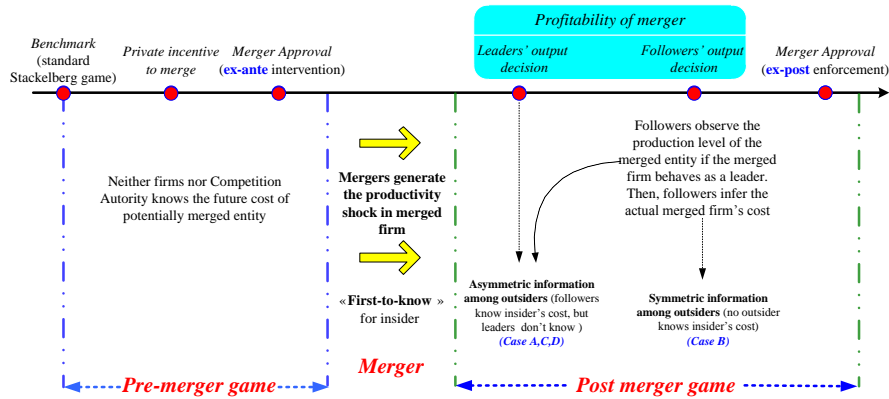 Profitability of merger
Benchmark
(standard
Stackelberg game)
Private incentive
to merge
Merger Approval
(ex-ante intervention)
Leaders' output
decision
Followers' output
decision
Merger Approval
(ex-post enforcement)
Neither firms nor Competition
Autority knows the future cost of
potentially merged entity
Mergers generate
the productivity
shock in merged
firm
«First-to-know »
for insider
Followers observe the
production level of the
merged entity if the merged
firm behaves as a leader.
Then, followers infer the
actual merged firm's cost
Asymmetric information
among outsiders (followers
know insider's cost, but
leaders don't know )
(Case A,C,D)
Symmetric information
among outsiders (no outsider
knows insider's cost)
(Case B)
Pre-merger game
Merger
Post merger game